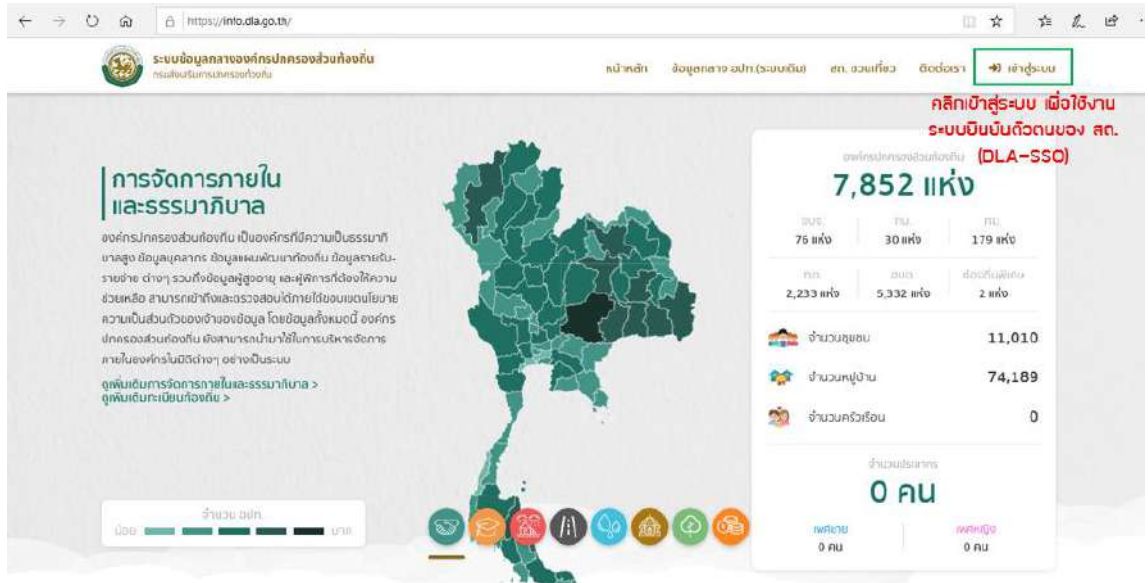 https://info.dla.go.th/
ระบบข้อมูลกลางองค์กรปกครองส่วนท้องถิ่น
กรมส่งเสริมการปกครองท้องถิ่น
หน้าหลัก ข้อมูลกลาง อปท.(ระบบเดิม) สถ. ชวนเที่ยว ติดต่อเรา เข้าสู่ระบบ
คลิกเข้าสู่ระบบ เพื่อใช้งาน
ระบบยืนยันตัวตนของ สถ.
(DLA-SSO)
การจัดการภายใน
และธรรมาภิบาล
องค์กรปกครองส่วนท้องถิ่น เป็นองค์กรที่มีความเป็นธรรมาภิ
บาลสูง ข้อมูลบุคลากร ข้อมูลแผนพัฒนาท้องถิ่น ข้อมูลรายรับ-
รายจ่าย ต่างๆ รวมถึงข้อมูลผู้สูงอายุ และผู้พิการที่ต้องให้ความ
ช่วยเหลือ สามารถเข้าถึงและตรวจสอบได้ภายใต้ขอบเขตนโยบาย
ความเป็นส่วนตัวของเจ้าของข้อมูล โดยข้อมูลทั้งหมดนี้ องค์กร
ปกครองส่วนท้องถิ่น ยังสามารถนำมาใช้ในการบริหารจัดการ
ภายในองค์กรในมิติต่างๆ อย่างเป็นระบบ
ดูเพิ่มเติมการจัดการภายในและธรรมาภิบาล >
ดูเพิ่มเติมทะเบียนท้องถิ่น >
จำนวน อปท.
น้อย มาก
องค์กรปกครองส่วนท้องถิ่น
7,852 แห่ง
อบจ. ทน. ทม.
76 แห่ง 30 แห่ง 179 แห่ง
ทต. อบต. ท้องถิ่นพิเศษ
2,233 แห่ง 5,332 แห่ง 2 แห่ง
จำนวนชุมชน 11,010
จำนวนหมู่บ้าน 74,189
จำนวนครัวเรือน 0
จำนวนประชากร
0 คน
เพศชาย เพศหญิง
0 คน 0 คน